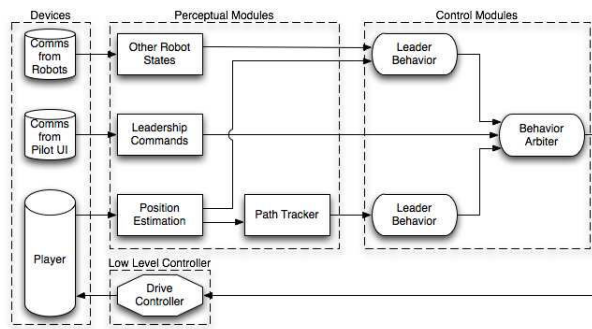 Devices
Perceptual Modules
Control Modules
Comms
from
Robots
Other Robot
States
Leader
Behavior
Comms
from
Pilot UI
Leadership
Commands
Behavior
Arbiter
Player
Position
Estimation
Path Tracker
Leader
Behavior
Low Level Controller
Drive
Controller